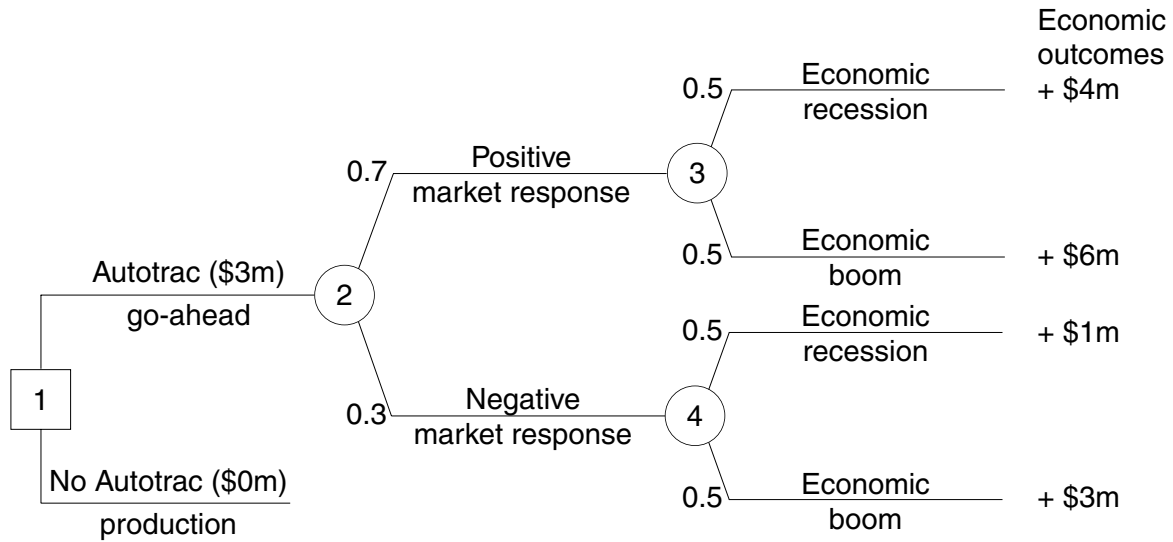 Economic
outcomes
0.5
Economic
recession
+ $4m
0.7
Positive
market response
3
0.5
Economic
boom
+ $6m
Autotrac ($3m)
go-ahead
2
0.5
Economic
recession
+ $1m
1
0.3
Negative
market response
4
No Autotrac ($0m)
production
0.5
Economic
boom
+ $3m